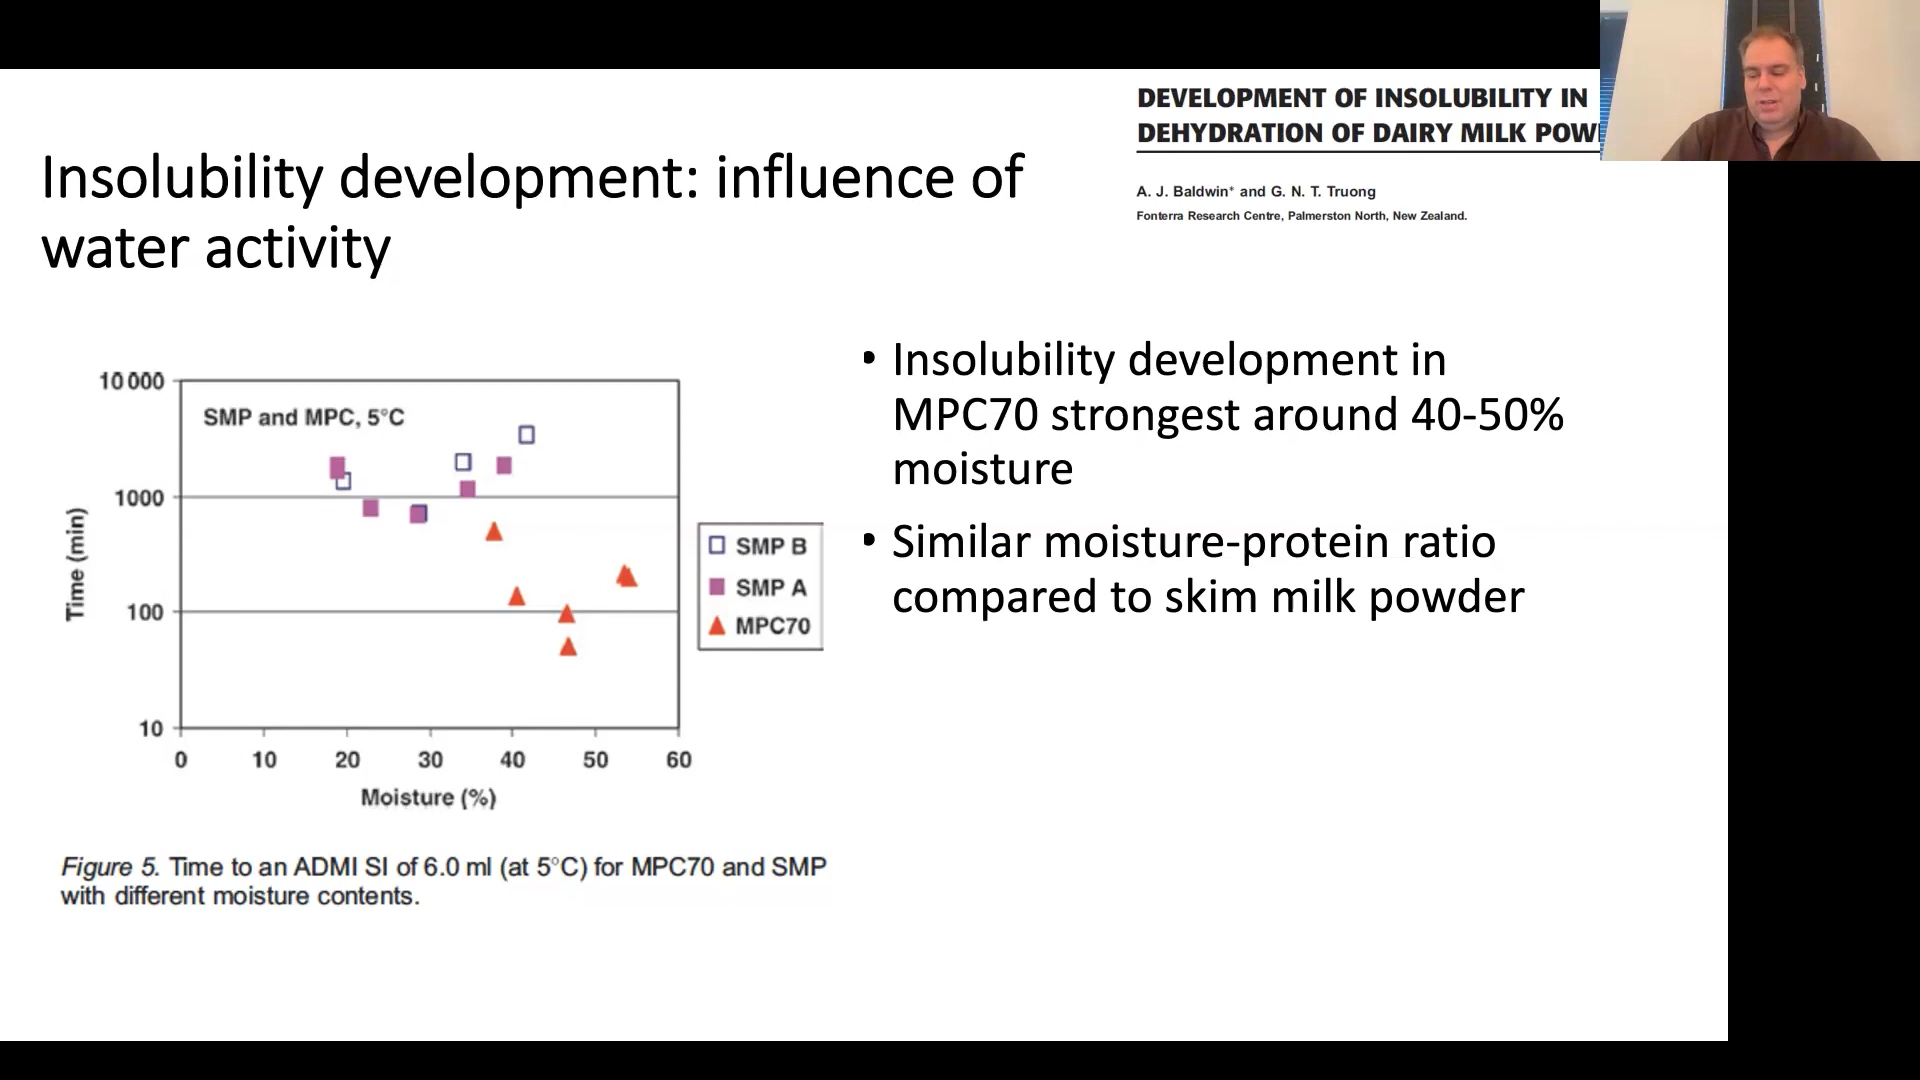 DEVELOPMENT OF INSOLUBILITY IN
DEHYDRATION OF DAIRY MILK POW
A. J. Baldwin* and G. N. T. Truong
Fonterra Research Centre, Palmerston North, New Zealand.
Insolubility development: influence of
water activity
10 000
1000
100
10
Time (min)
SMP and MPC, 5°C
0 10 20 30 40 50 60
Moisture (%)
SMP B
SMP A
MPC70
Figure 5. Time to an ADMI SI of 6.0 ml (at 5°C) for MPC70 and SMP
with different moisture contents.
• Insolubility development in
MPC70 strongest around 40-50%
moisture
• Similar moisture-protein ratio
compared to skim milk powder